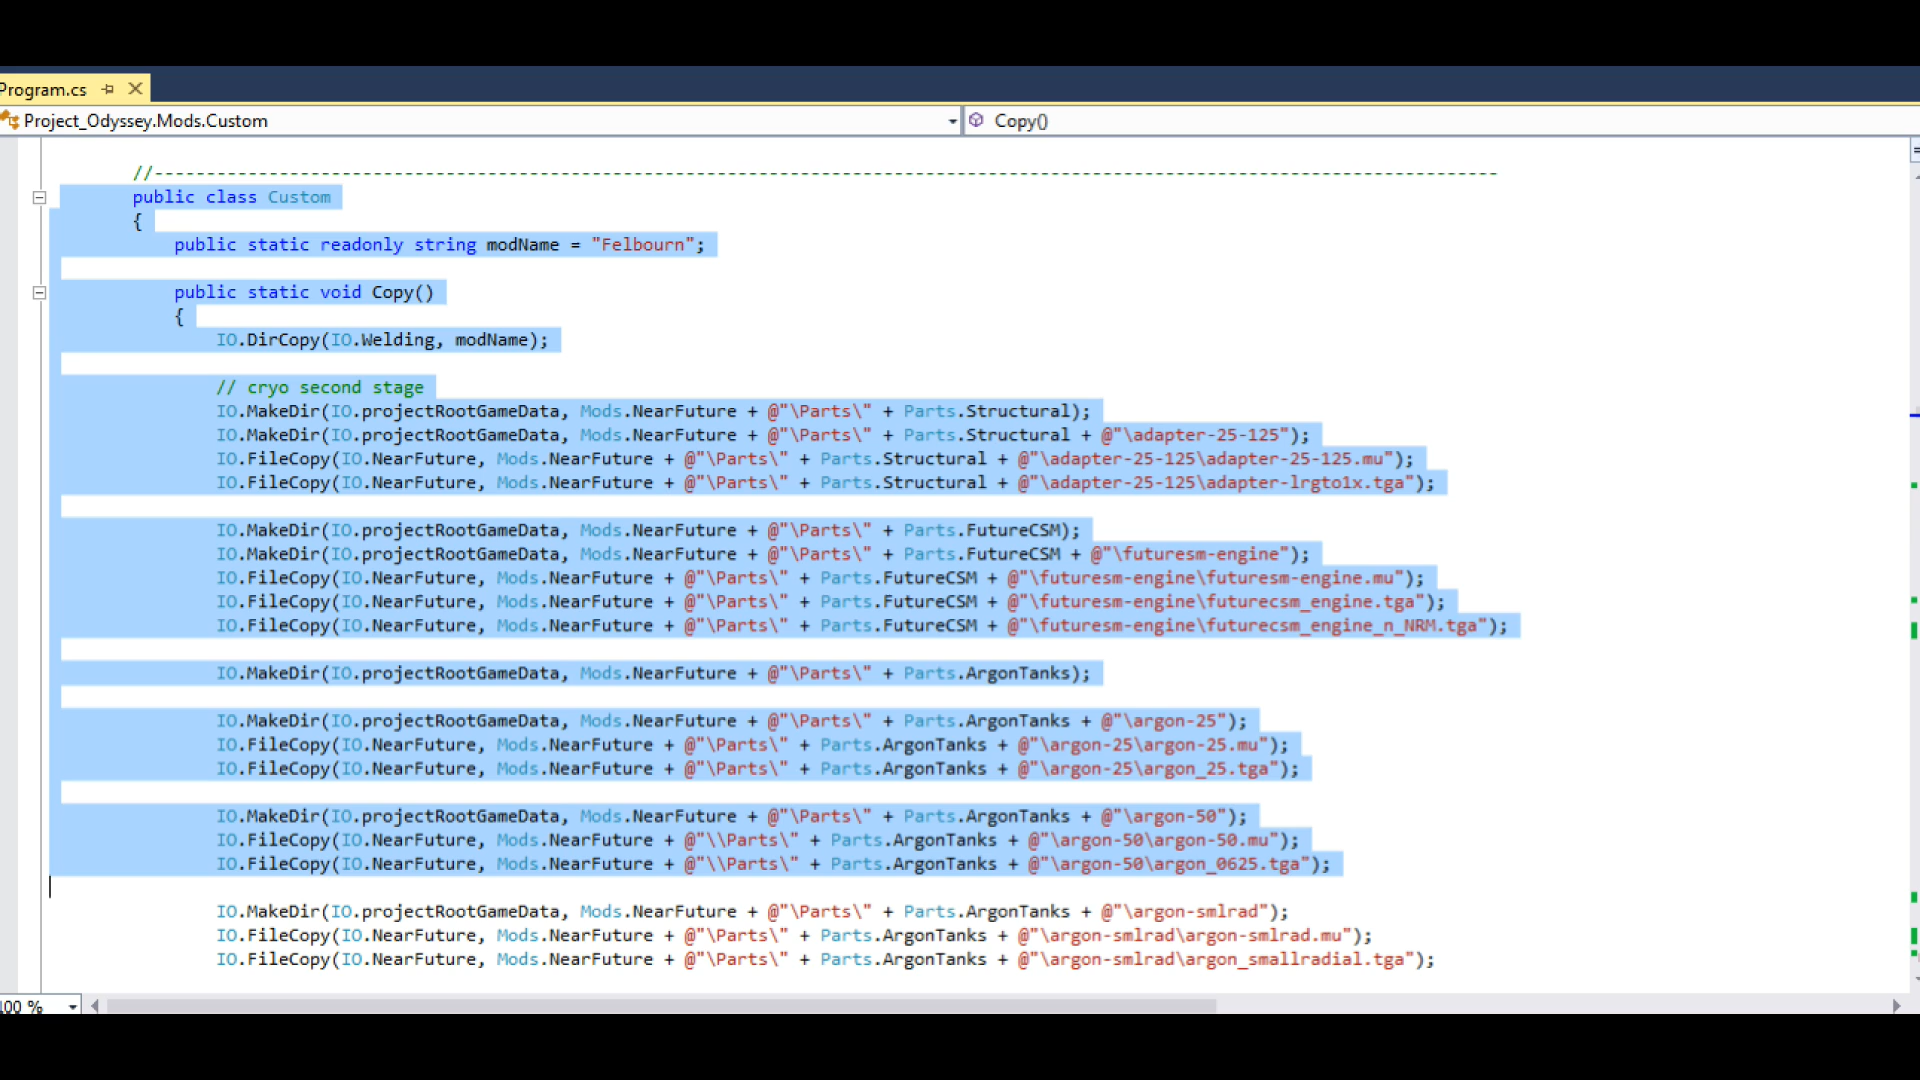 Program.cs
Project_Odyssey.Mods.Custom
Copy()
//---------------------------------------------------------------------------------------------------------------------------------
public class Custom
{
public static readonly string modName = "Felbourn";
public static void Copy()
{
IO.DirCopy(IO.Welding, modName);
// cryo second stage
IO.MakeDir(IO.projectRootGameData, Mods.NearFuture + @"\Parts\" + Parts.Structural);
IO.MakeDir(IO.projectRootGameData, Mods.NearFuture + @"\Parts\" + Parts.Structural + @"\adapter-25-125");
IO.FileCopy(IO.NearFuture, Mods.NearFuture + @"\Parts\" + Parts.Structural + @"\adapter-25-125\adapter-25-125.mu");
IO.FileCopy(IO.NearFuture, Mods.NearFuture + @"\Parts\" + Parts.Structural + @"\adapter-25-125\adapter-lrgto1x.tga");
IO.MakeDir(IO.projectRootGameData, Mods.NearFuture + @"\Parts\" + Parts.FutureCSM);
IO.MakeDir(IO.projectRootGameData, Mods.NearFuture + @"\Parts\" + Parts.FutureCSM + @"\futuresm-engine");
IO.FileCopy(IO.NearFuture, Mods.NearFuture + @"\Parts\" + Parts.FutureCSM + @"\futuresm-engine\futuresm-engine.mu");
IO.FileCopy(IO.NearFuture, Mods.NearFuture + @"\Parts\" + Parts.FutureCSM + @"\futuresm-engine\futurecsm_engine.tga");
IO.FileCopy(IO.NearFuture, Mods.NearFuture + @"\Parts\" + Parts.FutureCSM + @"\futuresm-engine\futurecsm_engine_n_NRM.tga");
IO.MakeDir(IO.projectRootGameData, Mods.NearFuture + @"\Parts\" + Parts.ArgonTanks);
IO.MakeDir(IO.projectRootGameData, Mods.NearFuture + @"\Parts\" + Parts.ArgonTanks + @"\argon-25");
IO.FileCopy(IO.NearFuture, Mods.NearFuture + @"\Parts\" + Parts.ArgonTanks + @"\argon-25\argon-25.mu");
IO.FileCopy(IO.NearFuture, Mods.NearFuture + @"\Parts\" + Parts.ArgonTanks + @"\argon-25\argon_25.tga");
IO.MakeDir(IO.projectRootGameData, Mods.NearFuture + @"\Parts\" + Parts.ArgonTanks + @"\argon-50");
IO.FileCopy(IO.NearFuture, Mods.NearFuture + @"\\Parts\" + Parts.ArgonTanks + @"\argon-50\argon-50.mu");
IO.FileCopy(IO.NearFuture, Mods.NearFuture + @"\\Parts\" + Parts.ArgonTanks + @"\argon-50\argon_0625.tga");
IO.MakeDir(IO.projectRootGameData, Mods.NearFuture + @"\Parts\" + Parts.ArgonTanks + @"\argon-smlrad");
IO.FileCopy(IO.NearFuture, Mods.NearFuture + @"\Parts\" + Parts.ArgonTanks + @"\argon-smlrad\argon-smlrad.mu");
IO.FileCopy(IO.NearFuture, Mods.NearFuture + @"\Parts\" + Parts.ArgonTanks + @"\argon-smlrad\argon_smallradial.tga");
100 %